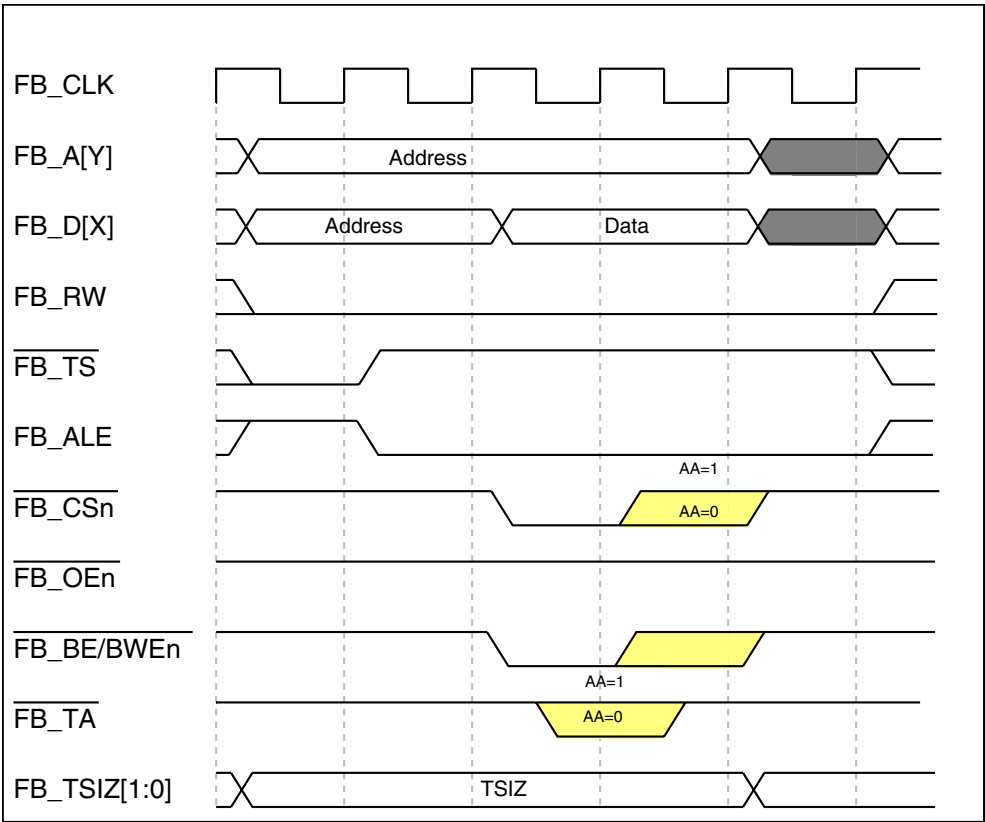 FB_CLK
FB_A[Y]
Address
FB_D[X]
Address
Data
FB_RW
FB_TS
FB_ALE
AA=1
FB_CSn
AA=0
FB_OEn
FB_BE/BWEn
AA=1
FB_TA
AA=0
FB_TSIZ[1:0]
TSIZ